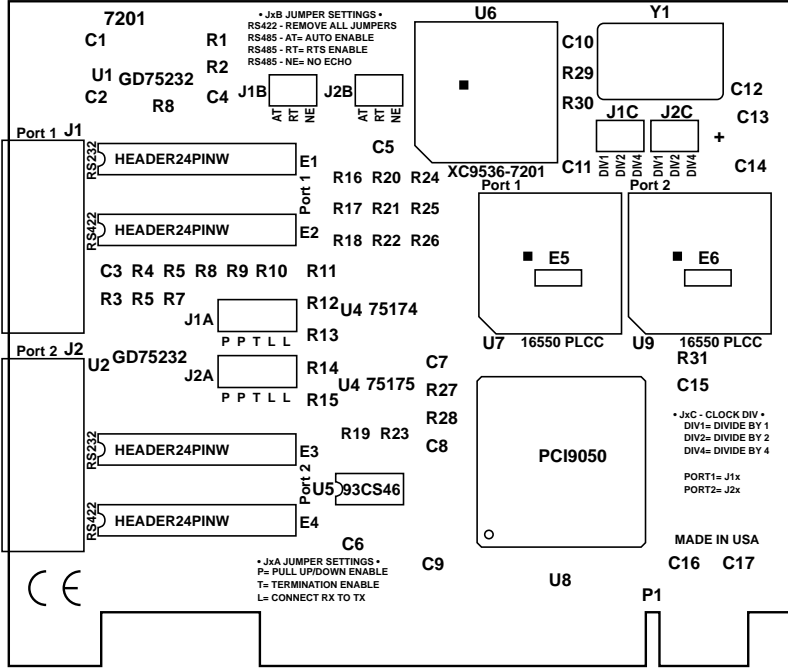 7201
• JxB JUMPER SETTINGS •
RS422 - REMOVE ALL JUMPERS
RS485 - AT= AUTO ENABLE
RS485 - RT= RTS ENABLE
RS485 - NE= NO ECHO
U6
Y1
C1
R1
C10
U1 GD75232
R2
R29
C2
R8
C4
J1B
J2B
AT RT NE
AT RT NE
R30
C12
C13
J1C
J2C
+
DIV1 DIV2 DIV4
DIV1 DIV2 DIV4
C11
C14
XC9536-7201
Port 1 J1
RS232
HEADER24PINW
E1
Port 1
RS422
HEADER24PINW
E2
C5
R16 R20 R24
R17 R21 R25
R18 R22 R26
Port 1
Port 2
E5
E6
U7
16550 PLCC
U9
16550 PLCC
C3 R4 R5 R8 R9 R10 R11
R3 R5 R7
J1A
P P T L L
R12
U4 75174
R13
Port 2 J2
U2 GD75232
J2A
P P T L L
R14
U4 75175
R15
C7
R27
R28
C8
R31
C15
• JxC - CLOCK DIV •
DIV1= DIVIDE BY 1
DIV2= DIVIDE BY 2
DIV4= DIVIDE BY 4
PORT1= J1x
PORT2= J2x
RS232
HEADER24PINW
E3
Port 2
R19 R23
PCI9050
U5
93CS46
RS422
HEADER24PINW
E4
C6
C9
U8
MADE IN USA
C16
C17
• JxA JUMPER SETTINGS •
P= PULL UP/DOWN ENABLE
T= TERMINATION ENABLE
L= CONNECT RX TO TX
CE
P1